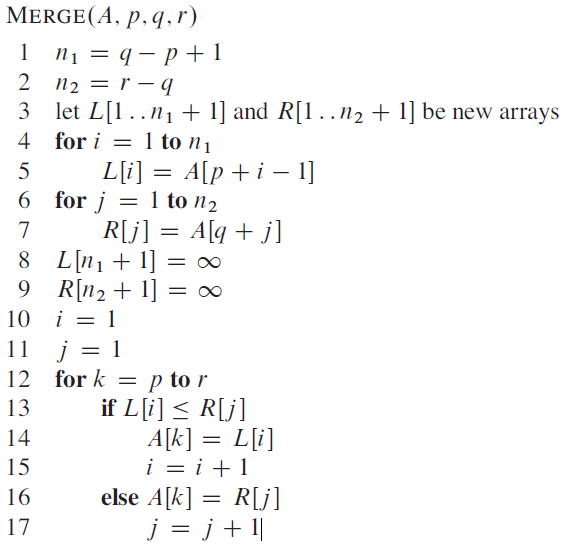 MERGE(A, p, q, r)
1 n₁ = q − p + 1
2 n₂ = r − q
3 let L[1 . . n₁ + 1] and R[1 . . n₂ + 1] be new arrays
4 for i = 1 to n₁
5 L[i] = A[p + i − 1]
6 for j = 1 to n₂
7 R[j] = A[q + j]
8 L[n₁ + 1] = ∞
9 R[n₂ + 1] = ∞
10 i = 1
11 j = 1
12 for k = p to r
13 if L[i] ≤ R[j]
14 A[k] = L[i]
15 i = i + 1
16 else A[k] = R[j]
17 j = j + 1